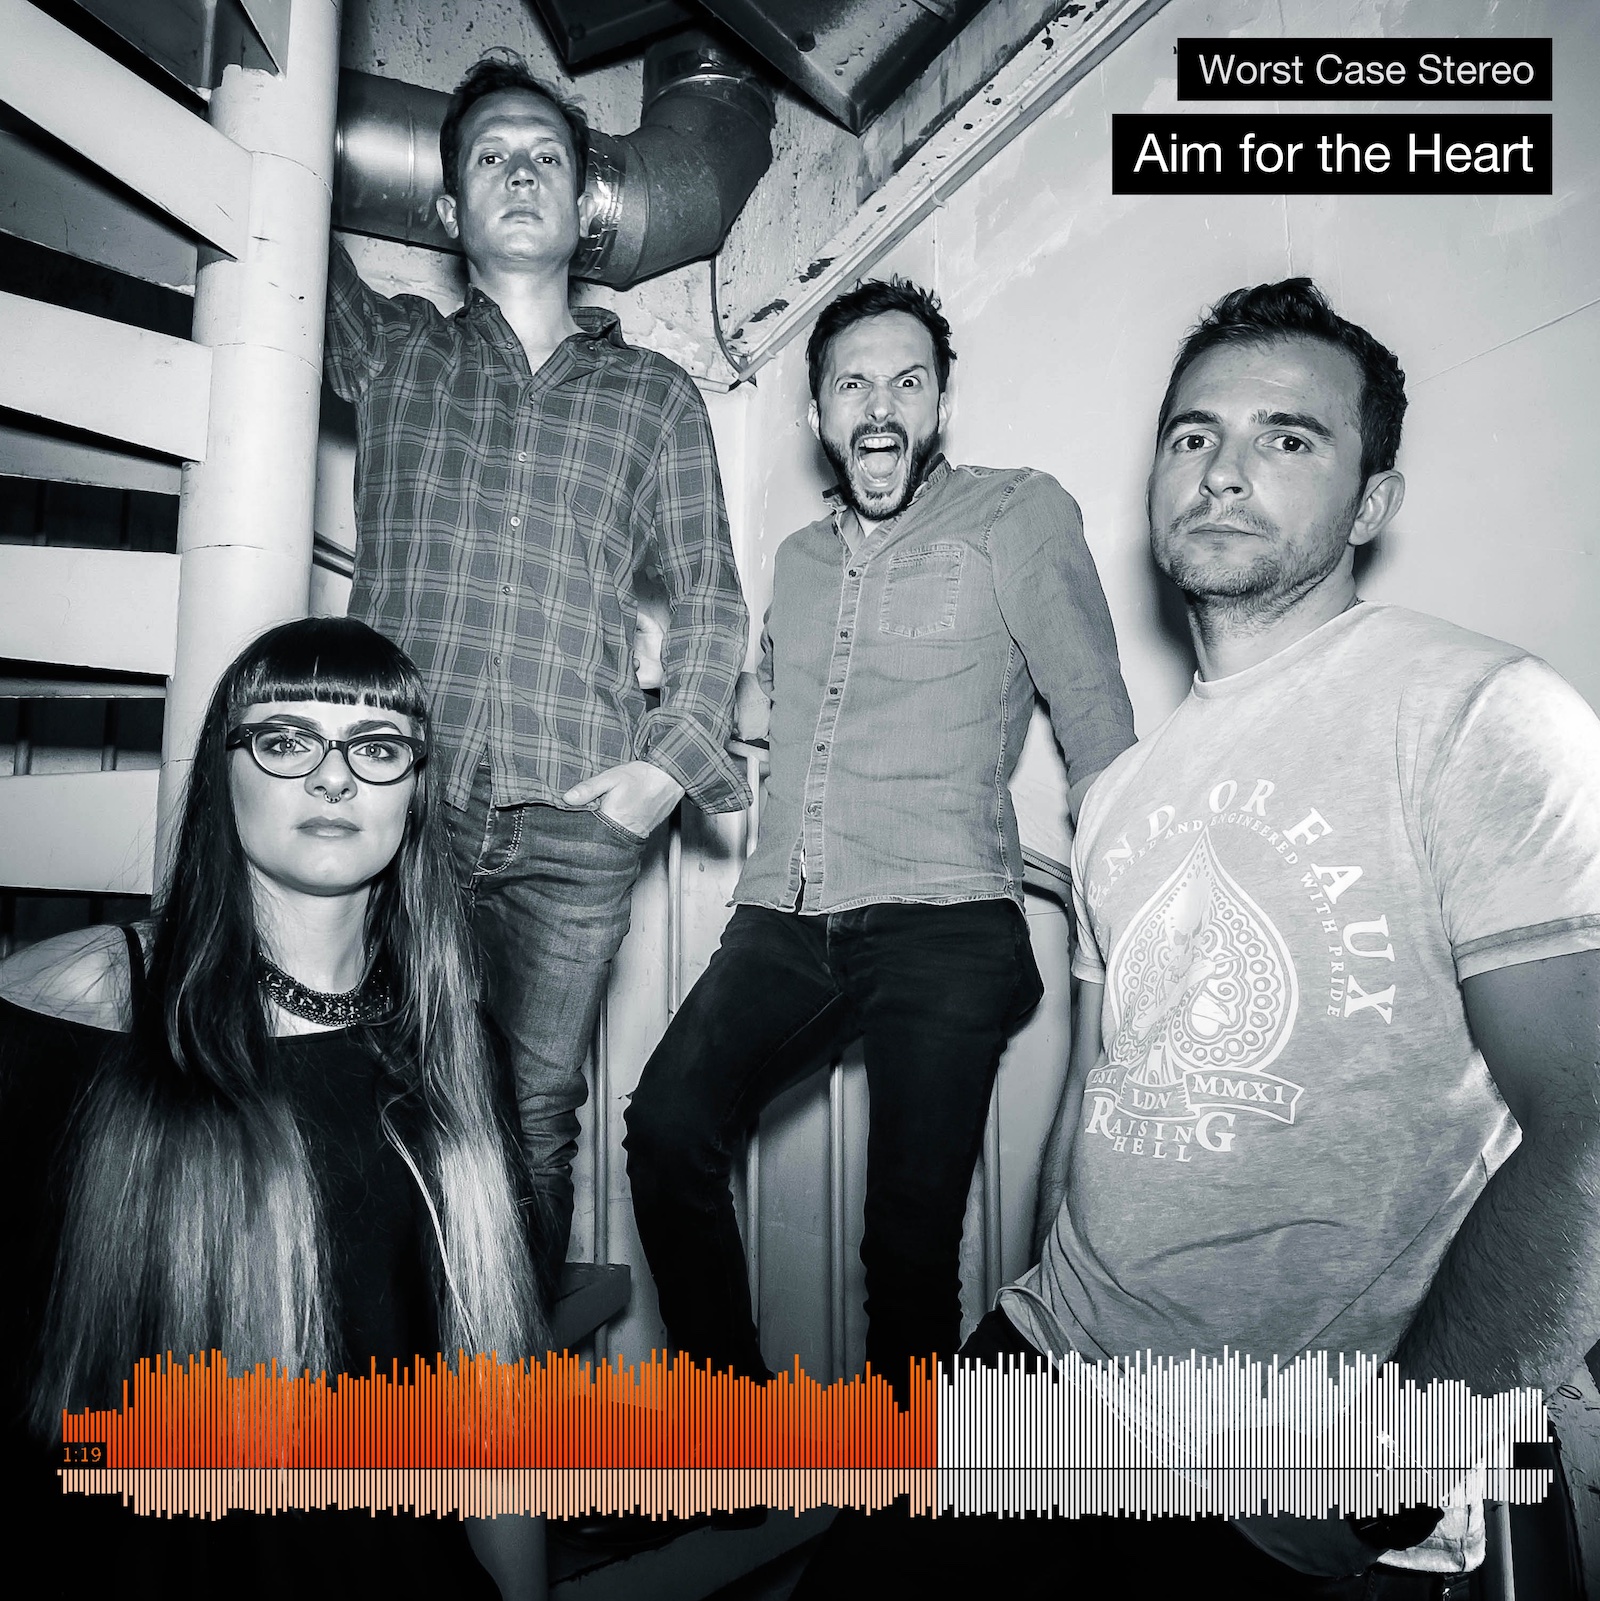 Worst Case Stereo
Aim for the Heart
END OR FAUX
CRAFTED AND ENGINEERED WITH PRIDE
EST. LDN MMXI
RAISING
HELL
1:19